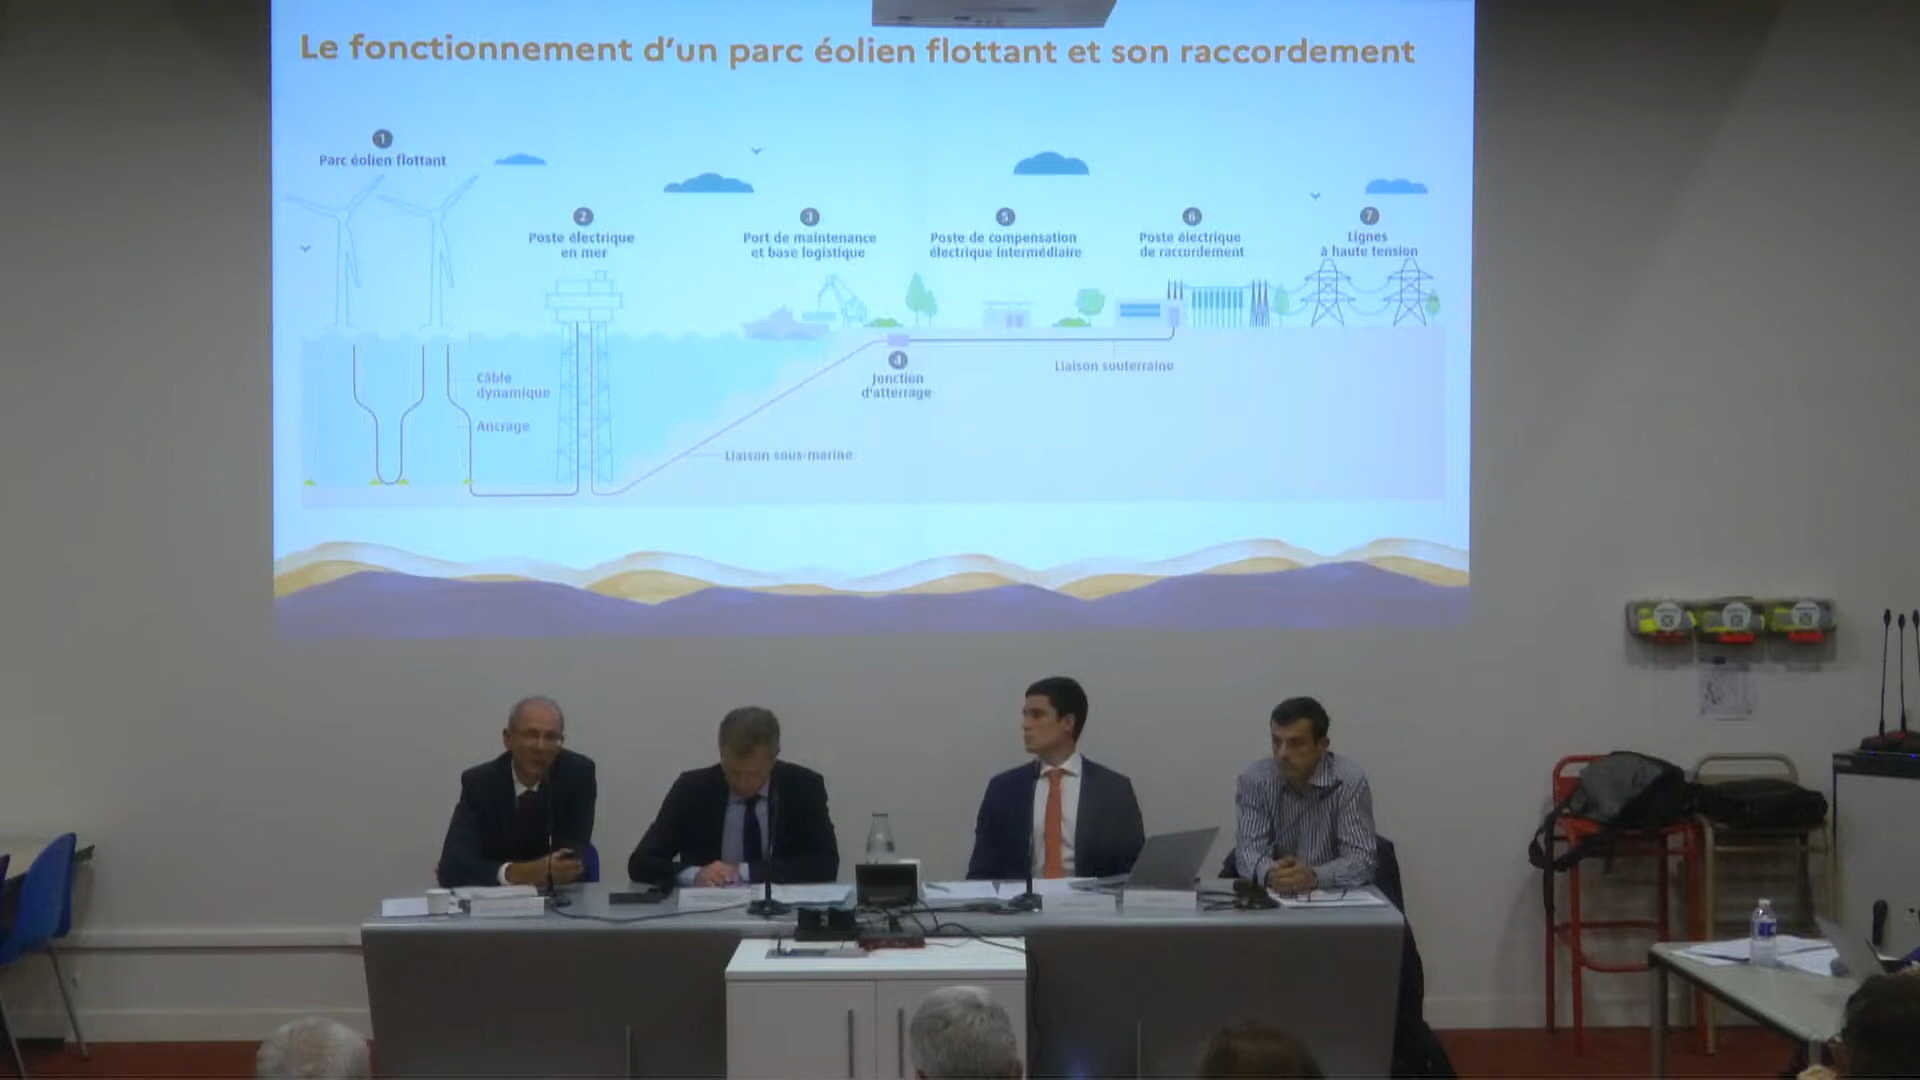 Le fonctionnement d'un parc éolien flottant et son raccordement
1
Parc éolien flottant
2
Poste électrique
en mer
3
Port de maintenance
et base logistique
5
Poste de compensation
électrique intermédiaire
6
Poste électrique
de raccordement
7
Lignes
à haute tension
Câble
dynamique
Ancrage
Liaison sous-marine
4
Jonction
d'atterrage
Liaison souterraine